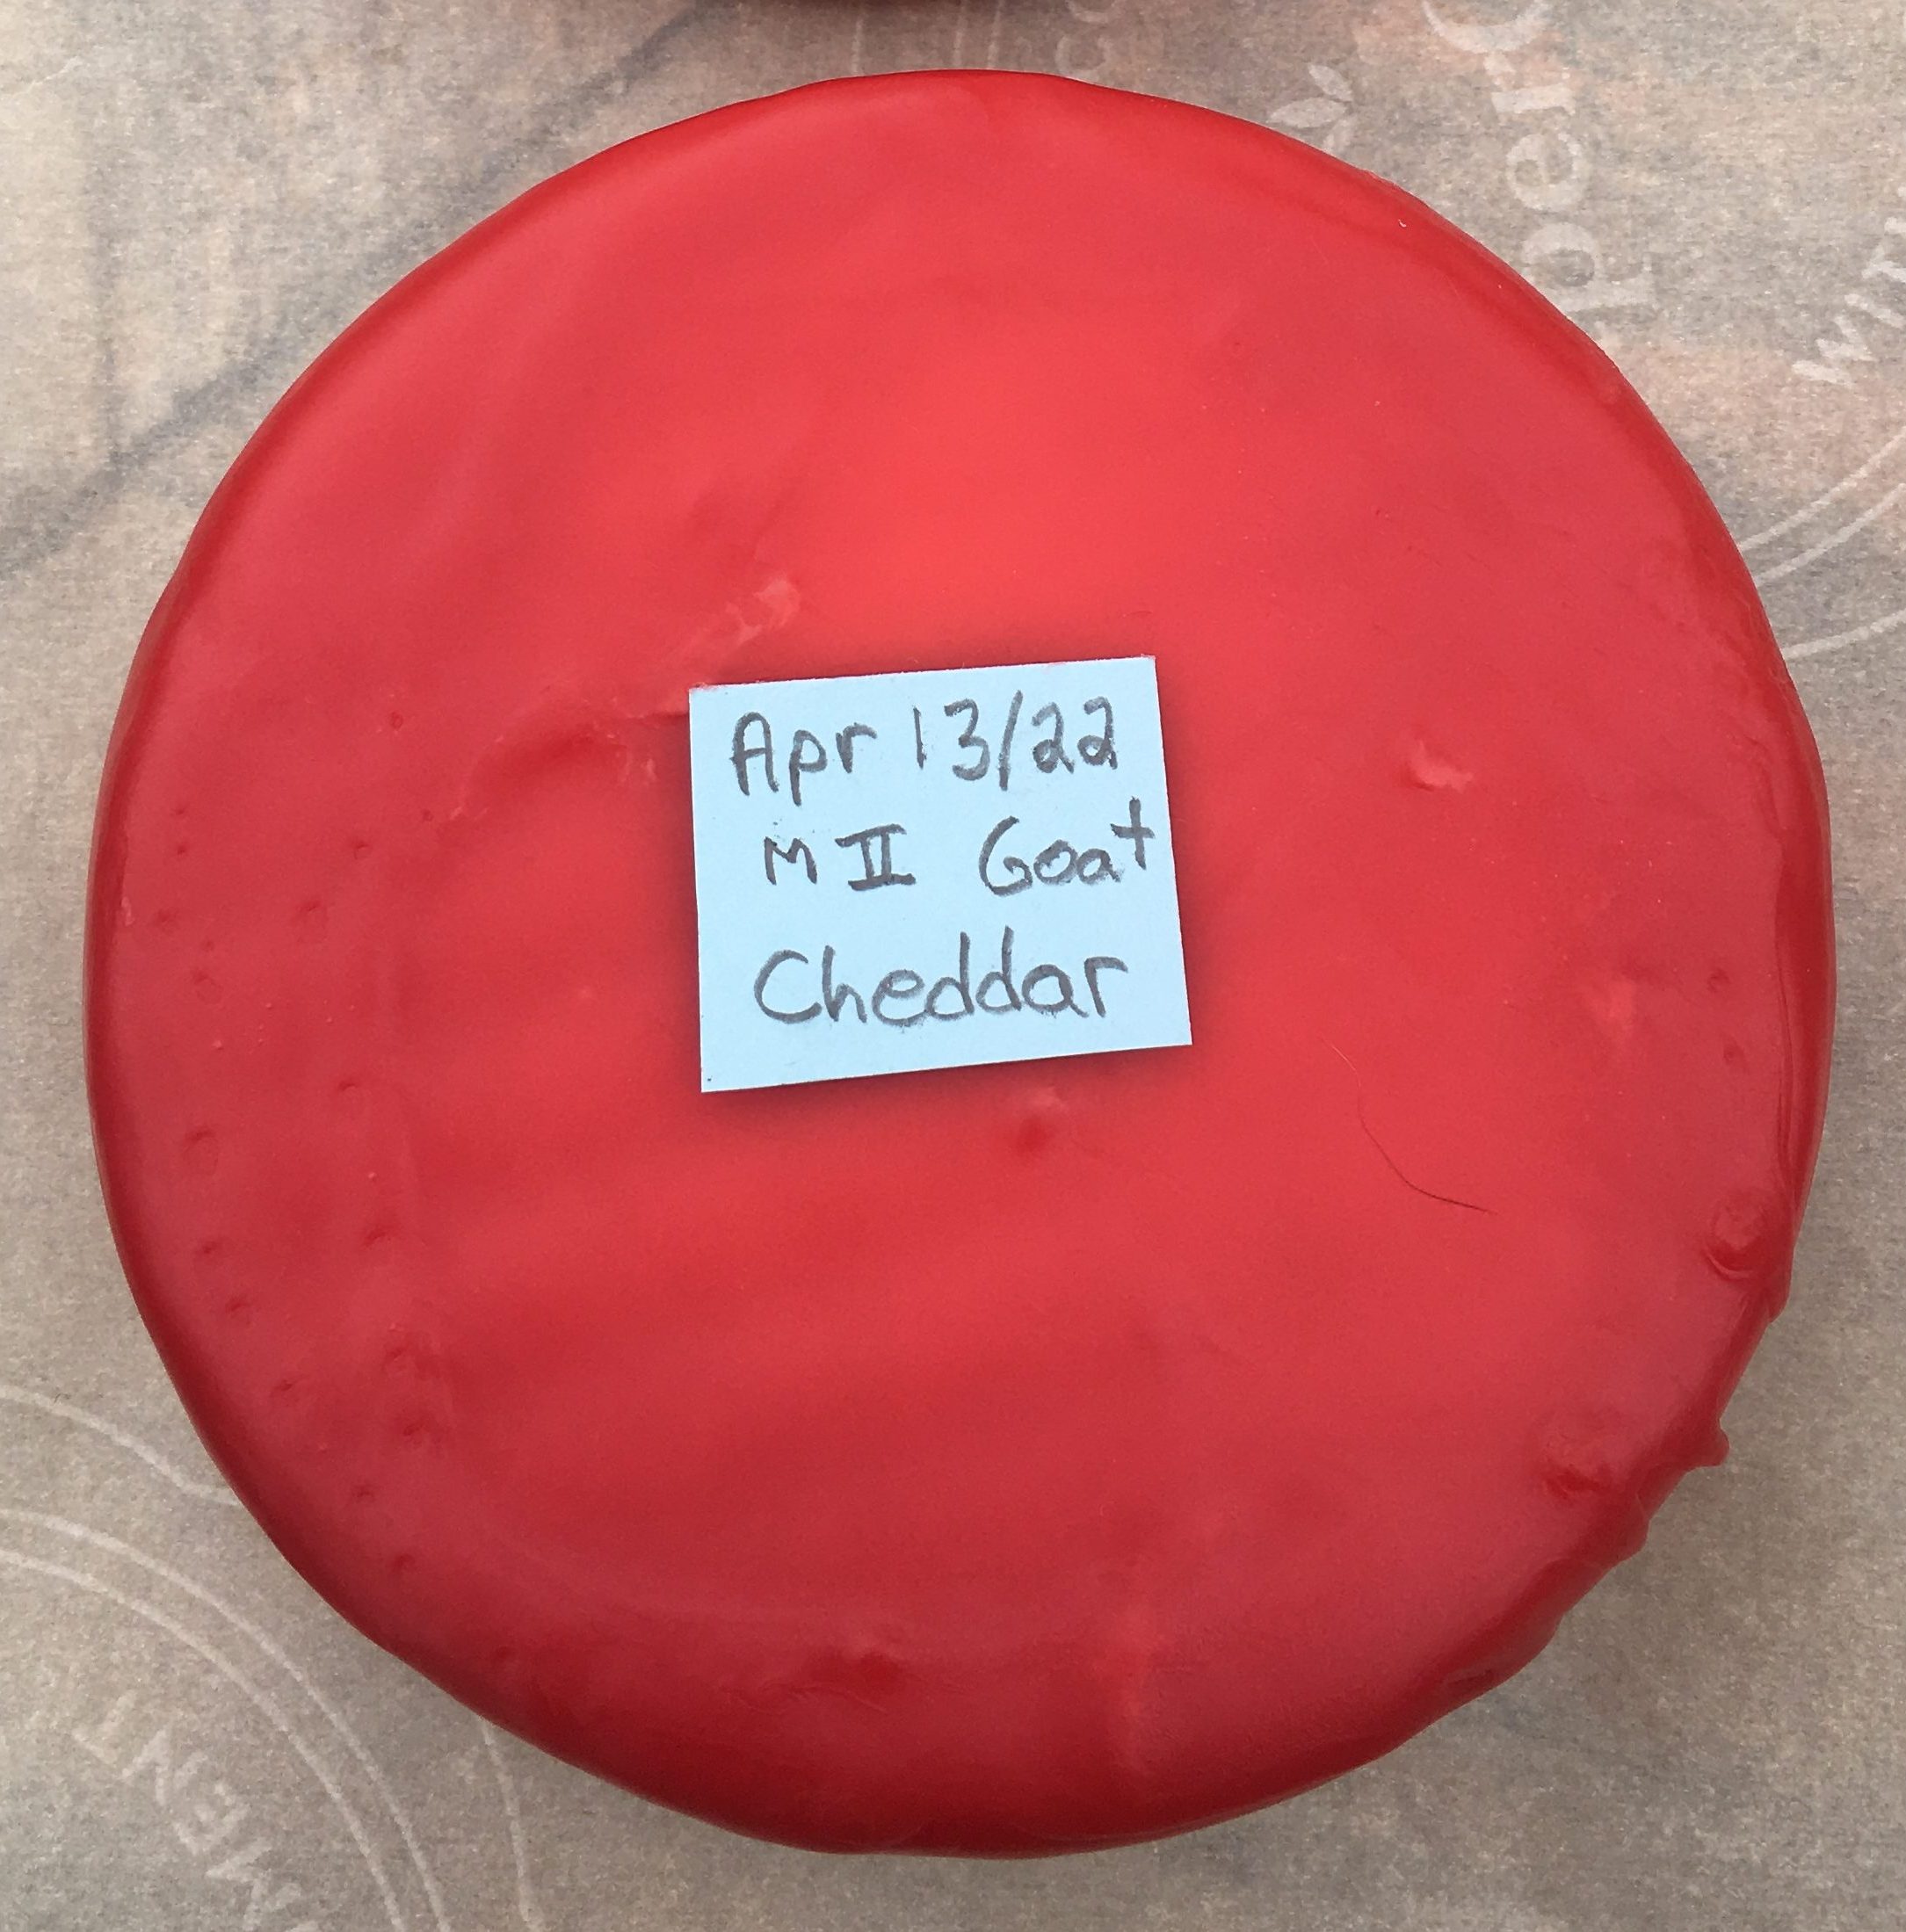 Apr 13/22
M II Goat
Cheddar